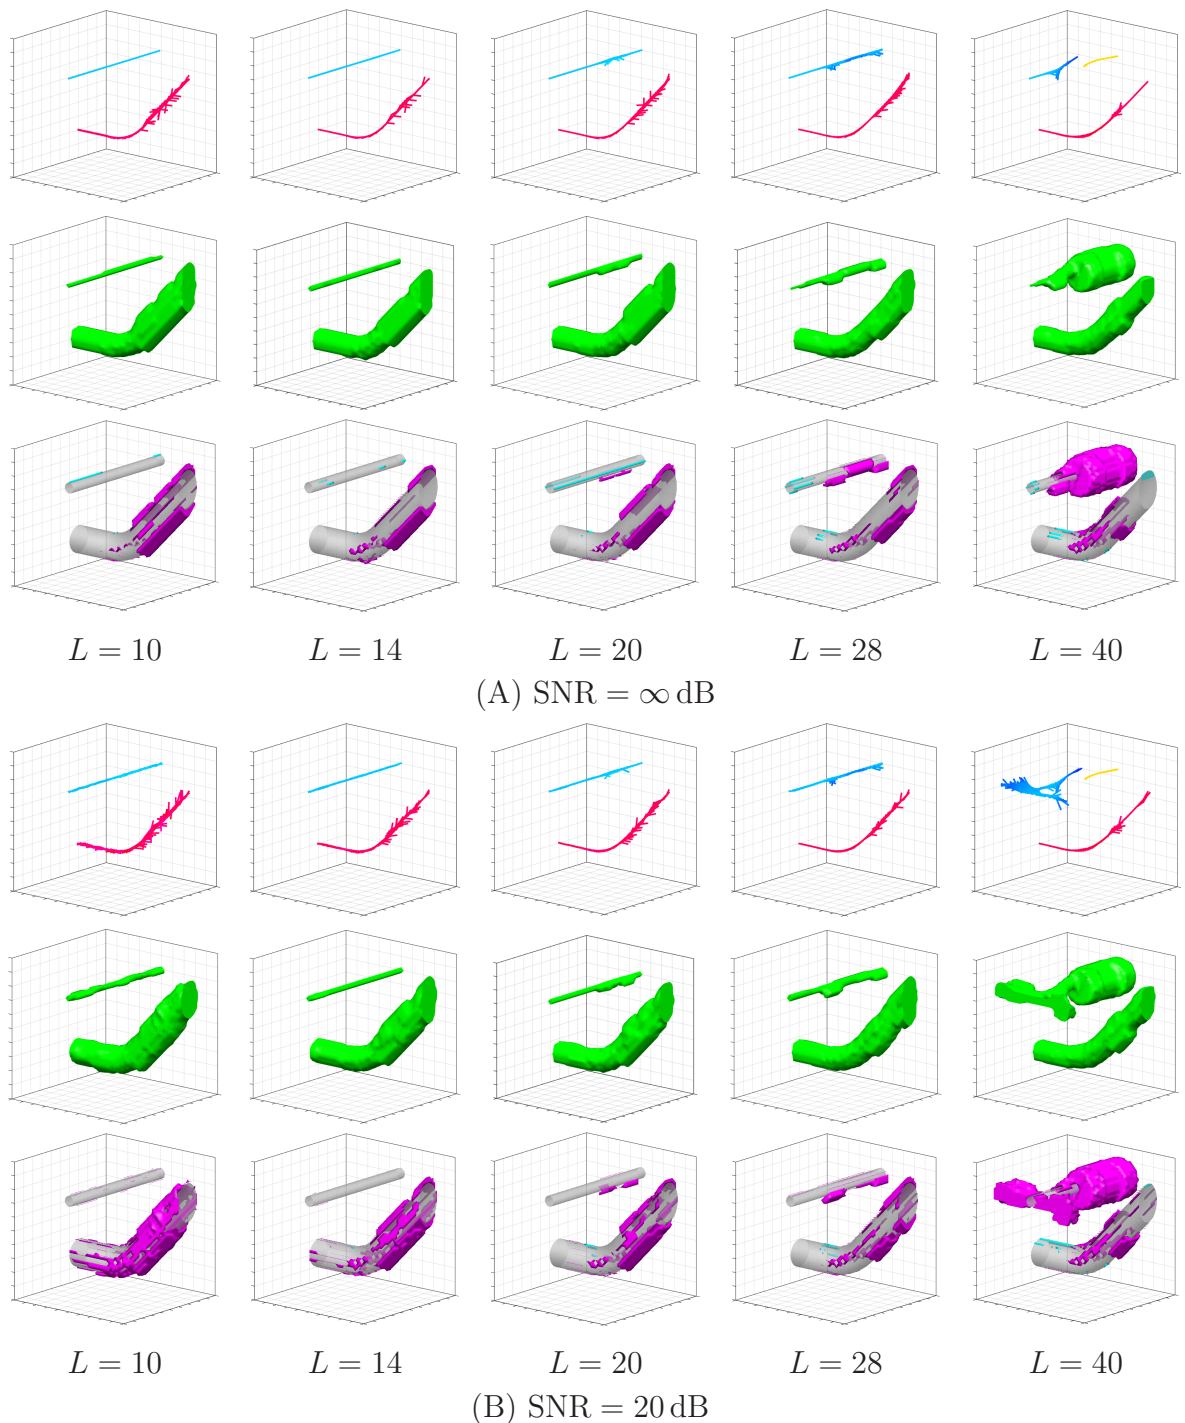 L = 10 L = 14 L = 20 L = 28 L = 40
(A) SNR = ∞ dB
L = 10 L = 14 L = 20 L = 28 L = 40
(B) SNR = 20 dB